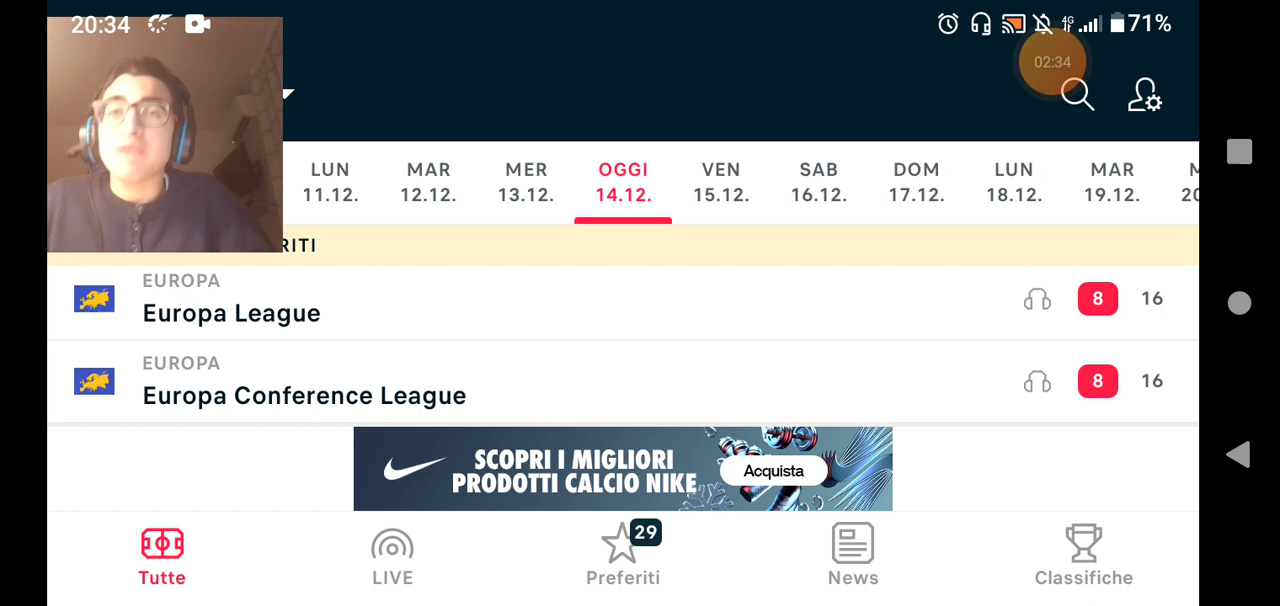 20:34
4G
71%
02:34
LUN
11.12.
MAR
12.12.
MER
13.12.
OGGI
14.12.
VEN
15.12.
SAB
16.12.
DOM
17.12.
LUN
18.12.
MAR
19.12.
M
20
RITI
EUROPA
Europa League
8
16
EUROPA
Europa Conference League
8
16
SCOPRI I MIGLIORI
PRODOTTI CALCIO NIKE
Acquista
29
Tutte
LIVE
Preferiti
News
Classifiche